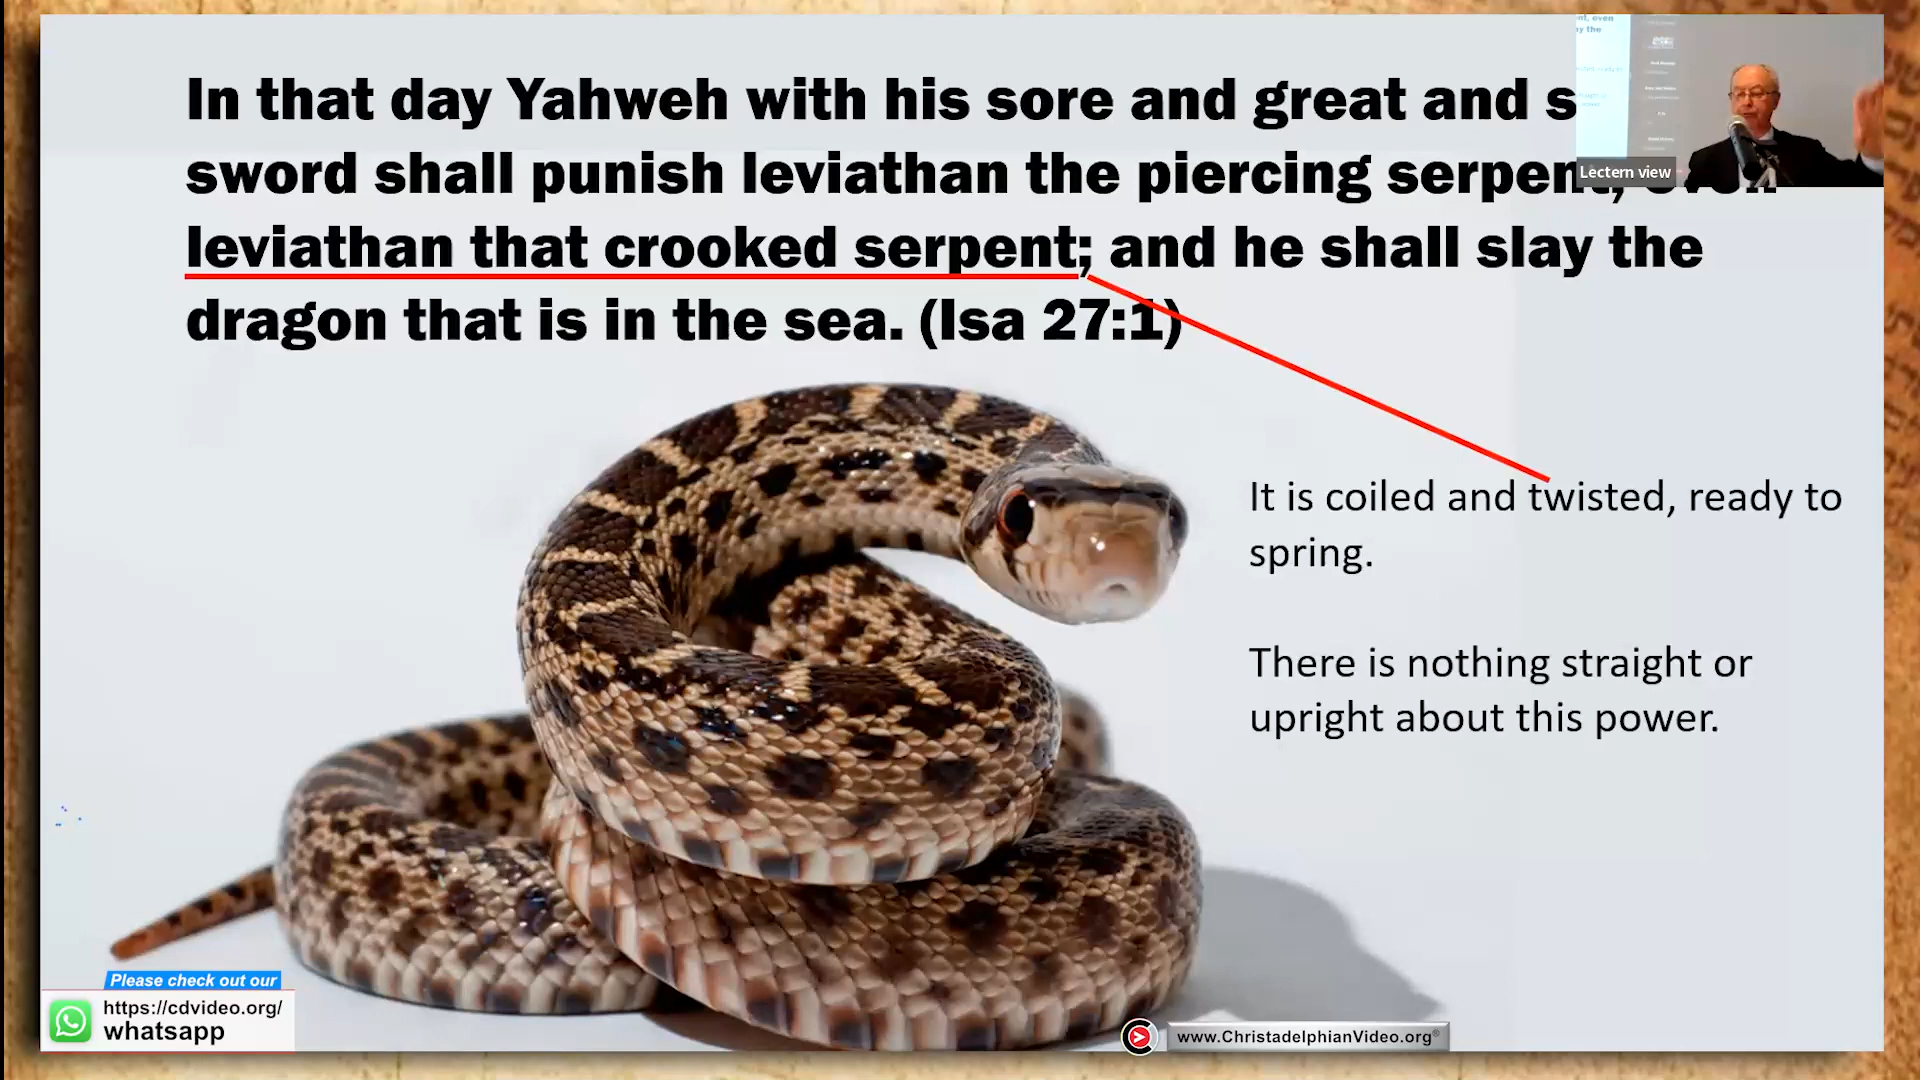 In that day Yahweh with his sore and great and s
sword shall punish leviathan the piercing serpent,
leviathan that crooked serpent; and he shall slay the
dragon that is in the sea. (Isa 27:1)
Lectern view
It is coiled and twisted, ready to
spring.
There is nothing straight or
upright about this power.
Please check out our
https://cdvideo.org/
whatsapp
www.ChristadelphianVideo.org®